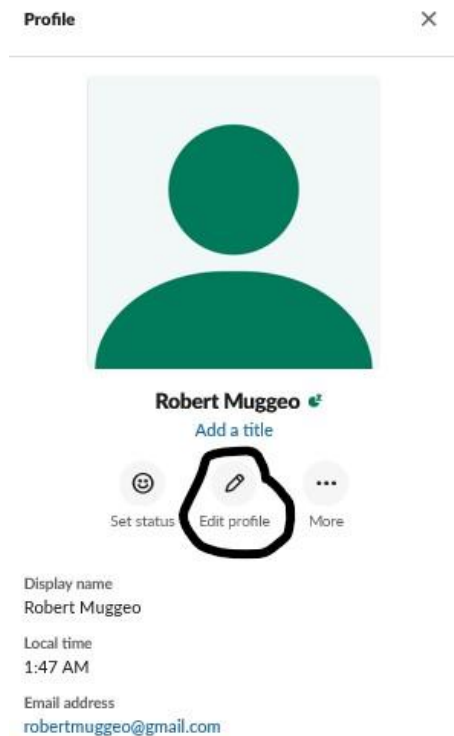 Profile
Robert Muggeo
Add a title
Set status Edit profile More
Display name
Robert Muggeo
Local time
1:47 AM
Email address
robertmuggeo@gmail.com